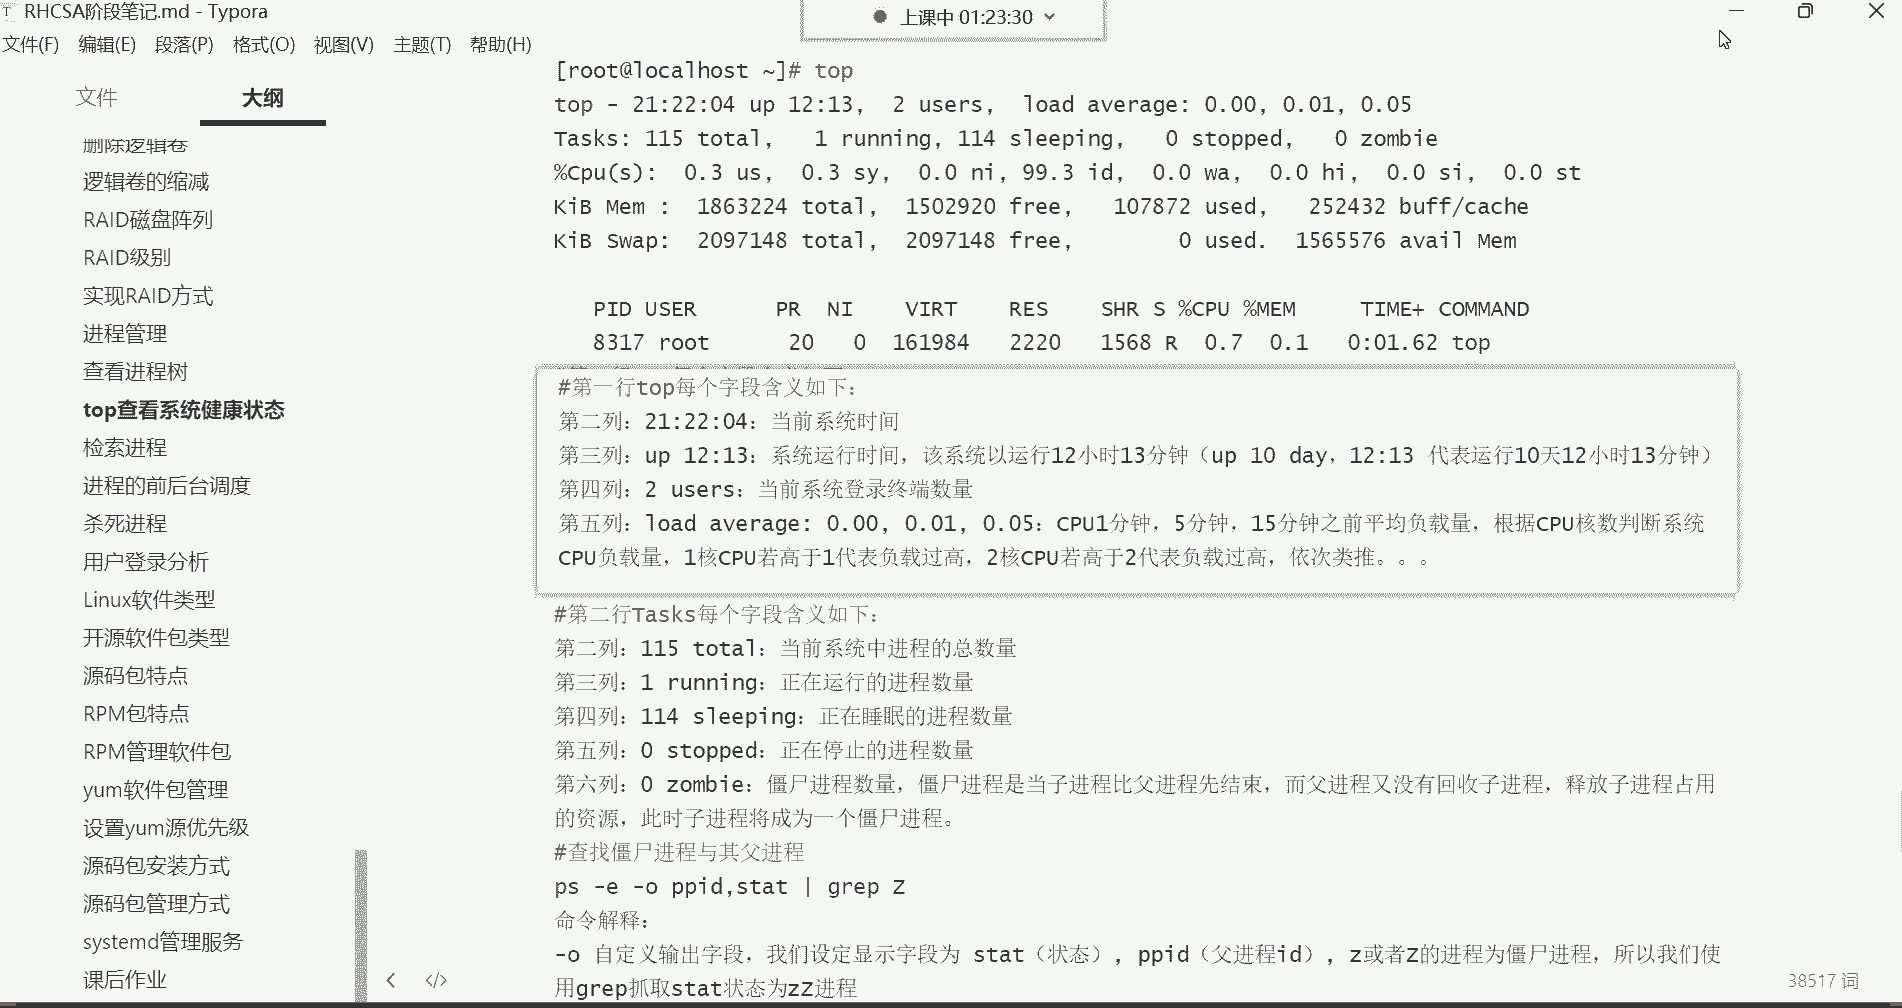 RHCSA阶段笔记.md - Typora
上课中 01:23:30
文件(F) 编辑(E) 段落(P) 格式(O) 视图(V) 主题(T) 帮助(H)
文件 大纲
删除逻辑卷
逻辑卷的缩减
RAID磁盘阵列
RAID级别
实现RAID方式
进程管理
查看进程树
top查看系统健康状态
检索进程
进程的前后台调度
杀死进程
用户登录分析
Linux软件类型
开源软件包类型
源码包特点
RPM包特点
RPM管理软件包
yum软件包管理
设置yum源优先级
源码包安装方式
源码包管理方式
systemd管理服务
课后作业
[root@localhost ~]# top
top - 21:22:04 up 12:13,  2 users,  load average: 0.00, 0.01, 0.05
Tasks: 115 total,   1 running, 114 sleeping,   0 stopped,   0 zombie
%Cpu(s):  0.3 us,  0.3 sy,  0.0 ni, 99.3 id,  0.0 wa,  0.0 hi,  0.0 si,  0.0 st
KiB Mem :  1863224 total,  1502920 free,   107872 used,   252432 buff/cache
KiB Swap:  2097148 total,  2097148 free,        0 used.  1565576 avail Mem
PID USER      PR  NI    VIRT    RES    SHR S %CPU %MEM     TIME+ COMMAND
8317 root      20   0  161984   2220   1568 R  0.7  0.1   0:01.62 top
#第一行top每个字段含义如下：
第二列：21:22:04：当前系统时间
第三列：up 12:13：系统运行时间，该系统以运行12小时13分钟（up 10 day，12:13 代表运行10天12小时13分钟）
第四列：2 users：当前系统登录终端数量
第五列：load average: 0.00, 0.01, 0.05：CPU1分钟，5分钟，15分钟之前平均负载量，根据CPU核数判断系统
CPU负载量，1核CPU若高于1代表负载过高，2核CPU若高于2代表负载过高，依次类推。。。
#第二行Tasks每个字段含义如下：
第二列：115 total：当前系统中进程的总数量
第三列：1 running：正在运行的进程数量
第四列：114 sleeping：正在睡眠的进程数量
第五列：0 stopped：正在停止的进程数量
第六列：0 zombie：僵尸进程数量，僵尸进程是当子进程比父进程先结束，而父进程又没有回收子进程，释放子进程占用
的资源，此时子进程将成为一个僵尸进程。
#查找僵尸进程与其父进程
ps -e -o ppid,stat | grep Z
命令解释：
-o 自定义输出字段，我们设定显示字段为 stat（状态）, ppid（父进程id）, z或者Z的进程为僵尸进程，所以我们使
用grep抓取stat状态为zZ进程
38517 词